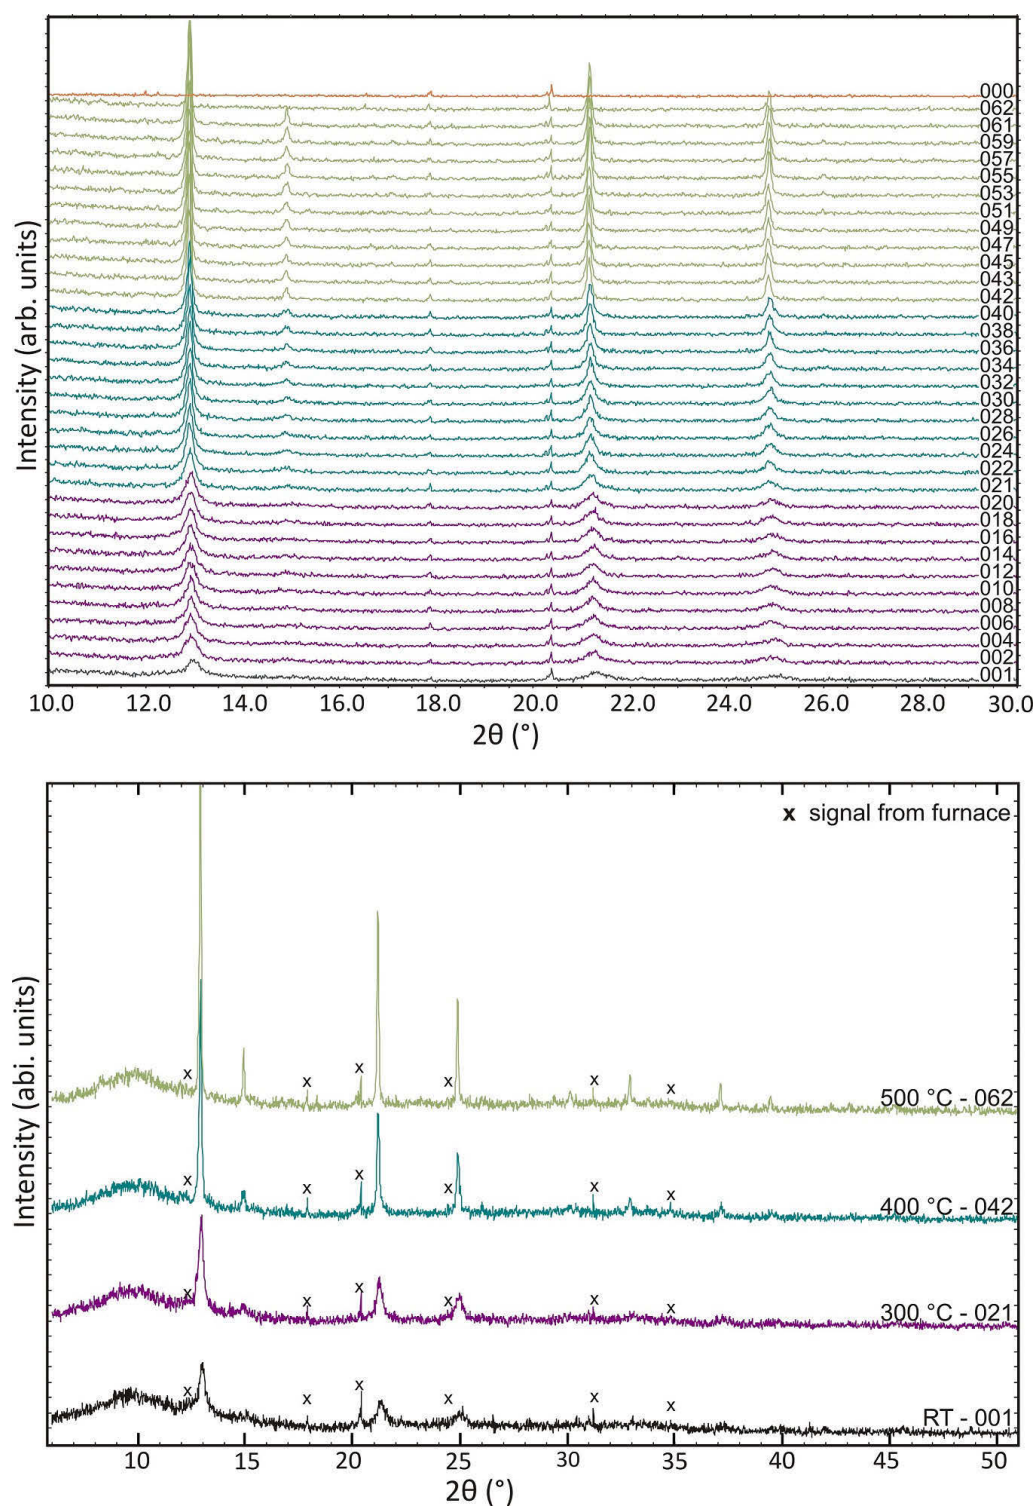 000
062
061
059
057
055
053
051
049
047
045
043
042
040
038
036
034
032
030
028
026
024
022
021
020
018
016
014
012
010
008
006
004
002
001
Intensity (arb. units)
10.0 12.0 14.0 16.0 18.0 20.0 22.0 24.0 26.0 28.0 30.0
2θ (°)
x signal from furnace
Intensity (abi. units)
x x x x x x
500 °C - 062
x x x x x x
400 °C - 042
x x x x x x
300 °C - 021
x x x x x x
RT - 001
10 15 20 25 31 35 40 45 50
2θ (°)